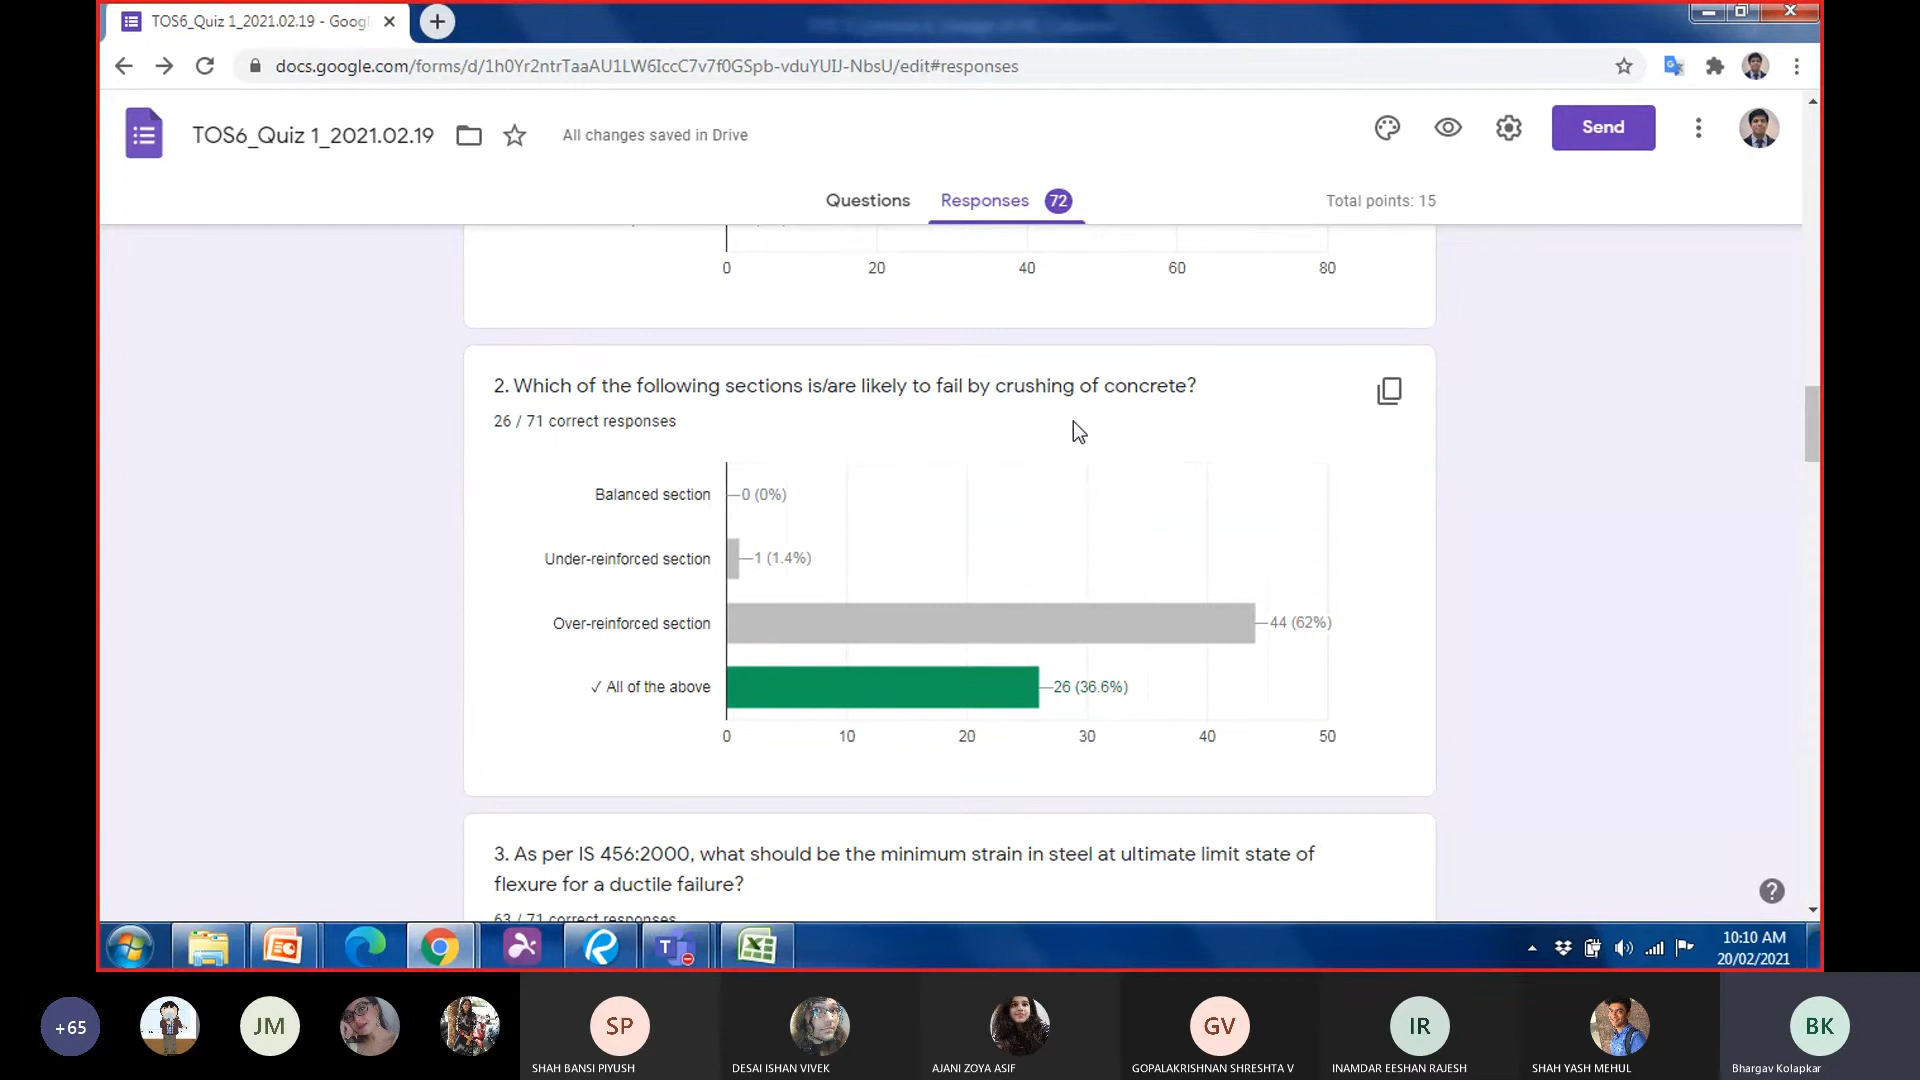 TOS6_Quiz 1_2021.02.19 - Googl
docs.google.com/forms/d/1h0Yr2ntrTaaAU1LW6IccC7v7f0GSpb-vduYUIJ-NbsU/edit#responses
TOS6_Quiz 1_2021.02.19
All changes saved in Drive
Send
Questions
Responses 72
Total points: 15
0 20 40 60 80
2. Which of the following sections is/are likely to fail by crushing of concrete?
26 / 71 correct responses
Balanced section 0 (0%)
Under-reinforced section 1 (1.4%)
Over-reinforced section 44 (62%)
✓ All of the above 26 (36.6%)
0 10 20 30 40 50
3. As per IS 456:2000, what should be the minimum strain in steel at ultimate limit state of
flexure for a ductile failure?
63 / 71 correct responses
10:10 AM
20/02/2021
+65
JM
SP
GV
IR
BK
SHAH BANSI PIYUSH
DESAI ISHAN VIVEK
AJANI ZOYA ASIF
GOPALAKRISHNAN SHRESHTA V
INAMDAR EESHAN RAJESH
SHAH YASH MEHUL
Bhargav Kolapkar